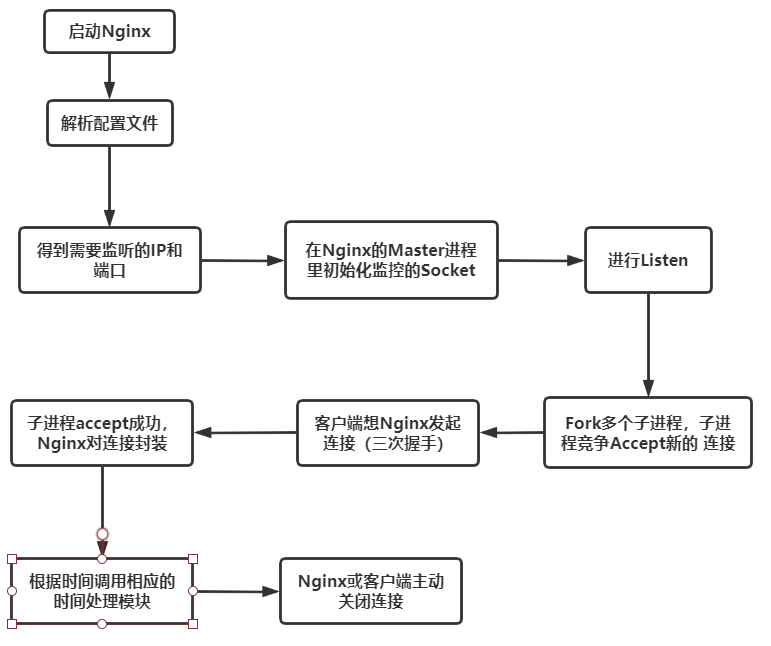 启动Nginx
解析配置文件
得到需要监听的IP和
端口
在Nginx的Master进程
里初始化监控的Socket
进行Listen
Fork多个子进程，子进
程竞争Accept新的 连接
客户端想Nginx发起
连接（三次握手）
子进程accept成功，
Nginx对连接封装
根据时间调用相应的
时间处理模块
Nginx或客户端主动
关闭连接